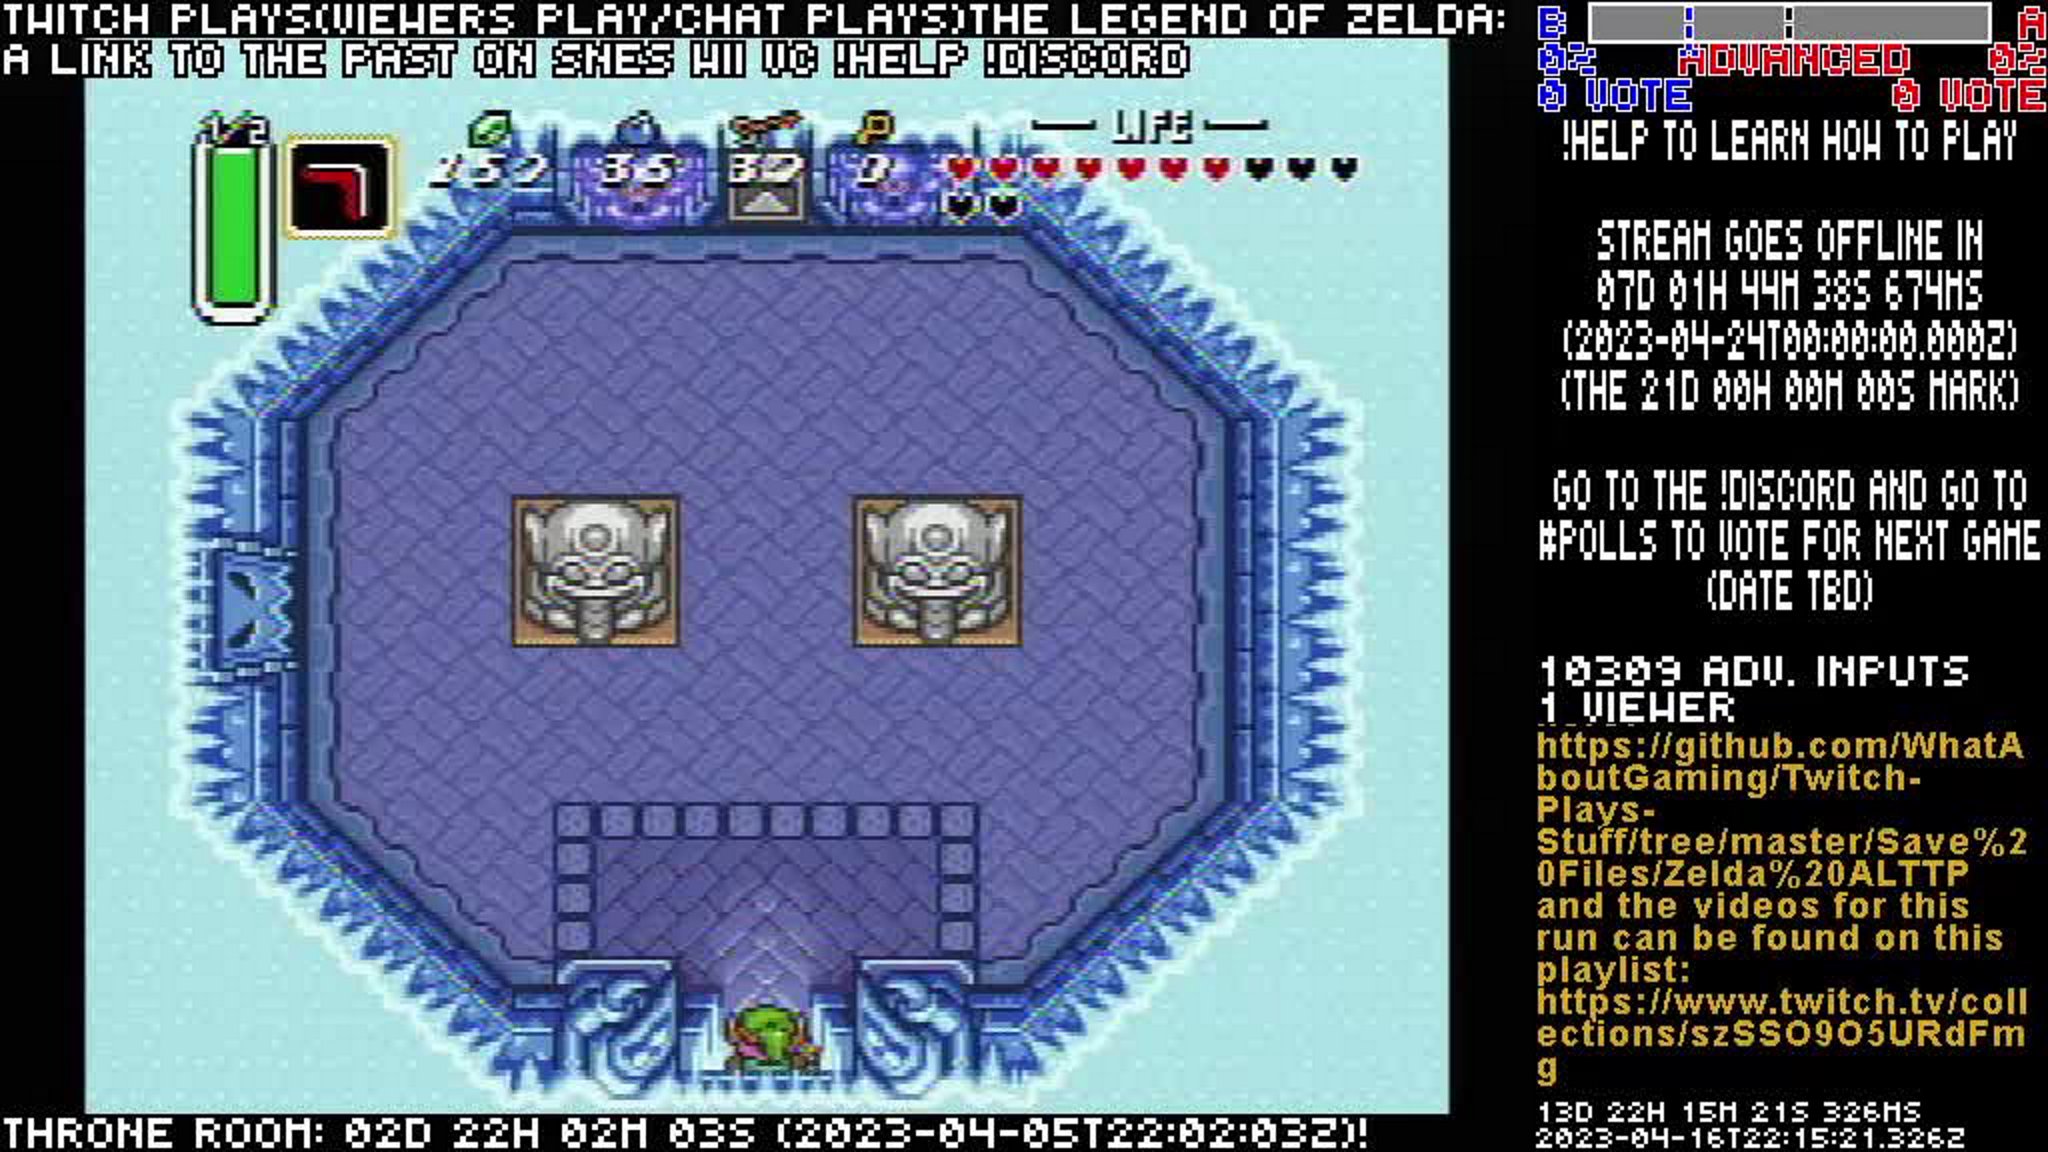 TWITCH PLAYS(VIEWERS PLAY/CHAT PLAYS)THE LEGEND OF ZELDA:
A LINK TO THE PAST ON SNES WII VC !HELP !DISCORD
B A
0% ADVANCED 0%
0 VOTE 0 VOTE
!HELP TO LEARN HOW TO PLAY
1/2
LIFE
35 30 0
STREAM GOES OFFLINE IN
07D 01H 44M 38S 674MS
(2023-04-24T00:00:00.000Z)
(THE 21D 00H 00M 00S MARK)
GO TO THE !DISCORD AND GO TO
#POLLS TO VOTE FOR NEXT GAME
(DATE TBD)
10309 ADV. INPUTS
1 VIEWER
https://github.com/WhatA
boutGaming/Twitch-
Plays-
Stuff/tree/master/Save%2
0Files/Zelda%20ALTTP
and the videos for this
run can be found on this
playlist:
https://www.twitch.tv/coll
ections/szSSO9O5URdFm
g
13D 22H 15M 21S 326MS
2023-04-16T22:15:21.326Z
THRONE ROOM: 02D 22H 02M 03S (2023-04-05T22:02:03Z)!